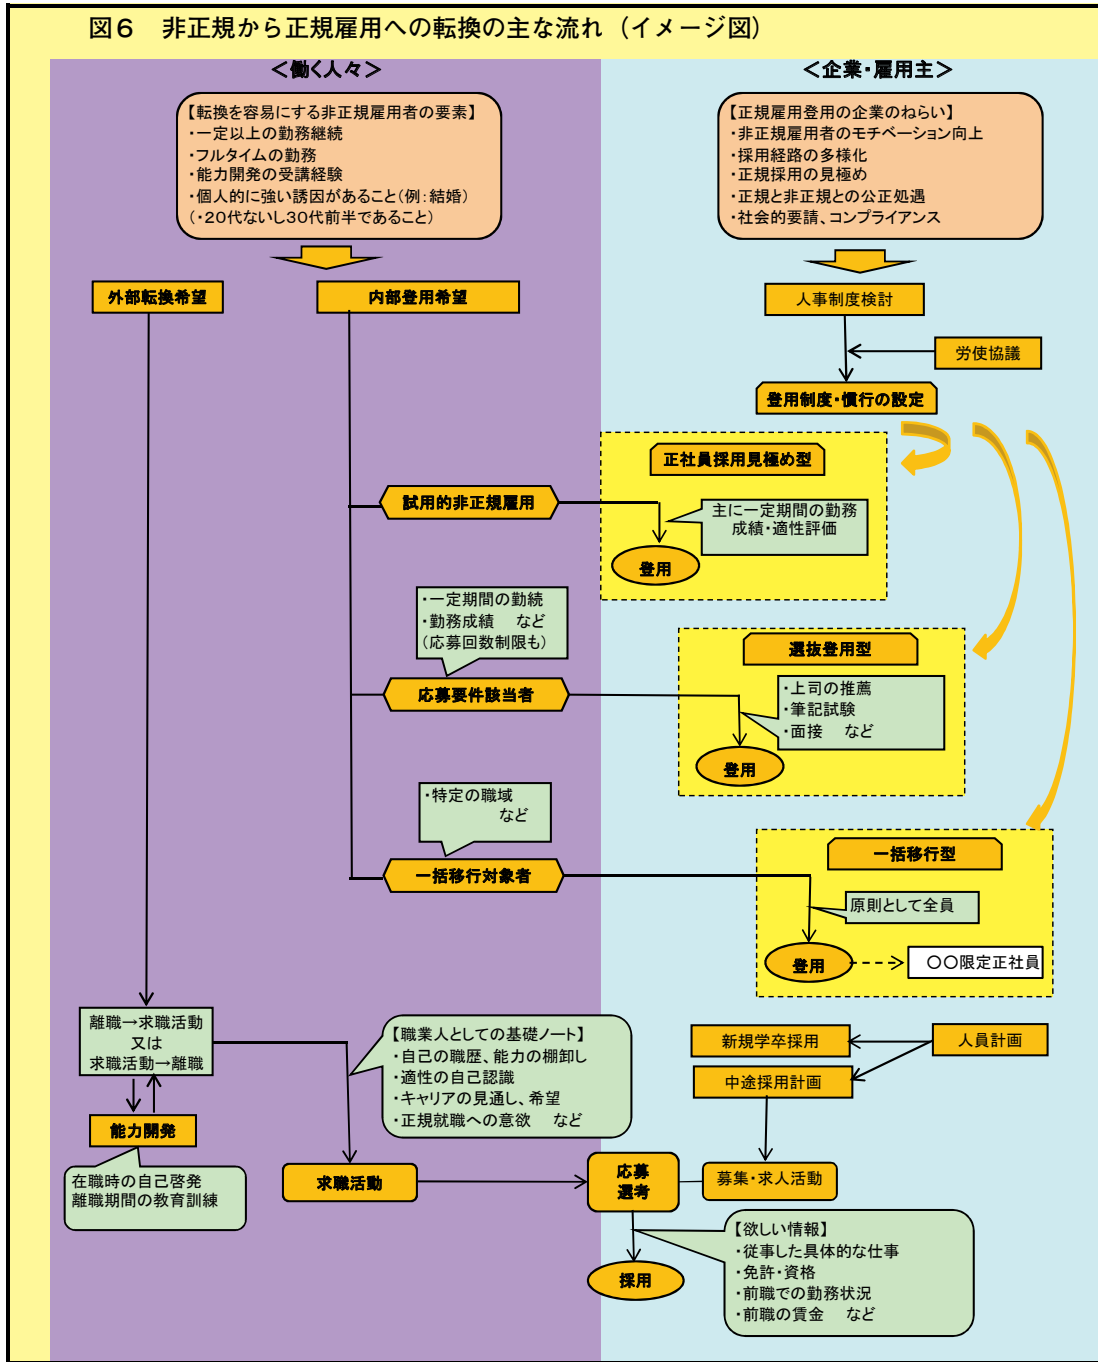 図６　非正規から正規雇用への転換の主な流れ（イメージ図）
＜働く人々＞
＜企業・雇用主＞
【転換を容易にする非正規雇用者の要素】
・一定以上の勤務継続
・フルタイムの勤務
・能力開発の受講経験
・個人的に強い誘因があること（例：結婚）
（・20代ないし30代前半であること）
【正規雇用登用の企業のねらい】
・非正規雇用者のモチベーション向上
・採用経路の多様化
・正規採用の見極め
・正規と非正規との公正処遇
・社会的要請、コンプライアンス
外部転換希望
内部登用希望
人事制度検討
労使協議
登用制度・慣行の設定
正社員採用見極め型
試用的非正規雇用
主に一定期間の勤務
成績・適性評価
登用
・一定期間の勤続
・勤務成績　など
（応募回数制限も）
選抜登用型
応募要件該当者
・上司の推薦
・筆記試験
・面接　など
登用
・特定の職域
など
一括移行型
一括移行対象者
原則として全員
登用
〇〇限定正社員
離職→求職活動
又は
求職活動→離職
【職業人としての基礎ノート】
・自己の職歴、能力の棚卸し
・適性の自己認識
・キャリアの見通し、希望
・正規就職への意欲　など
新規学卒採用
人員計画
中途採用計画
能力開発
在職時の自己啓発
離職期間の教育訓練
求職活動
応募
選考
募集・求人活動
【欲しい情報】
・従事した具体的な仕事
・免許・資格
・前職での勤務状況
・前職の賃金　など
採用